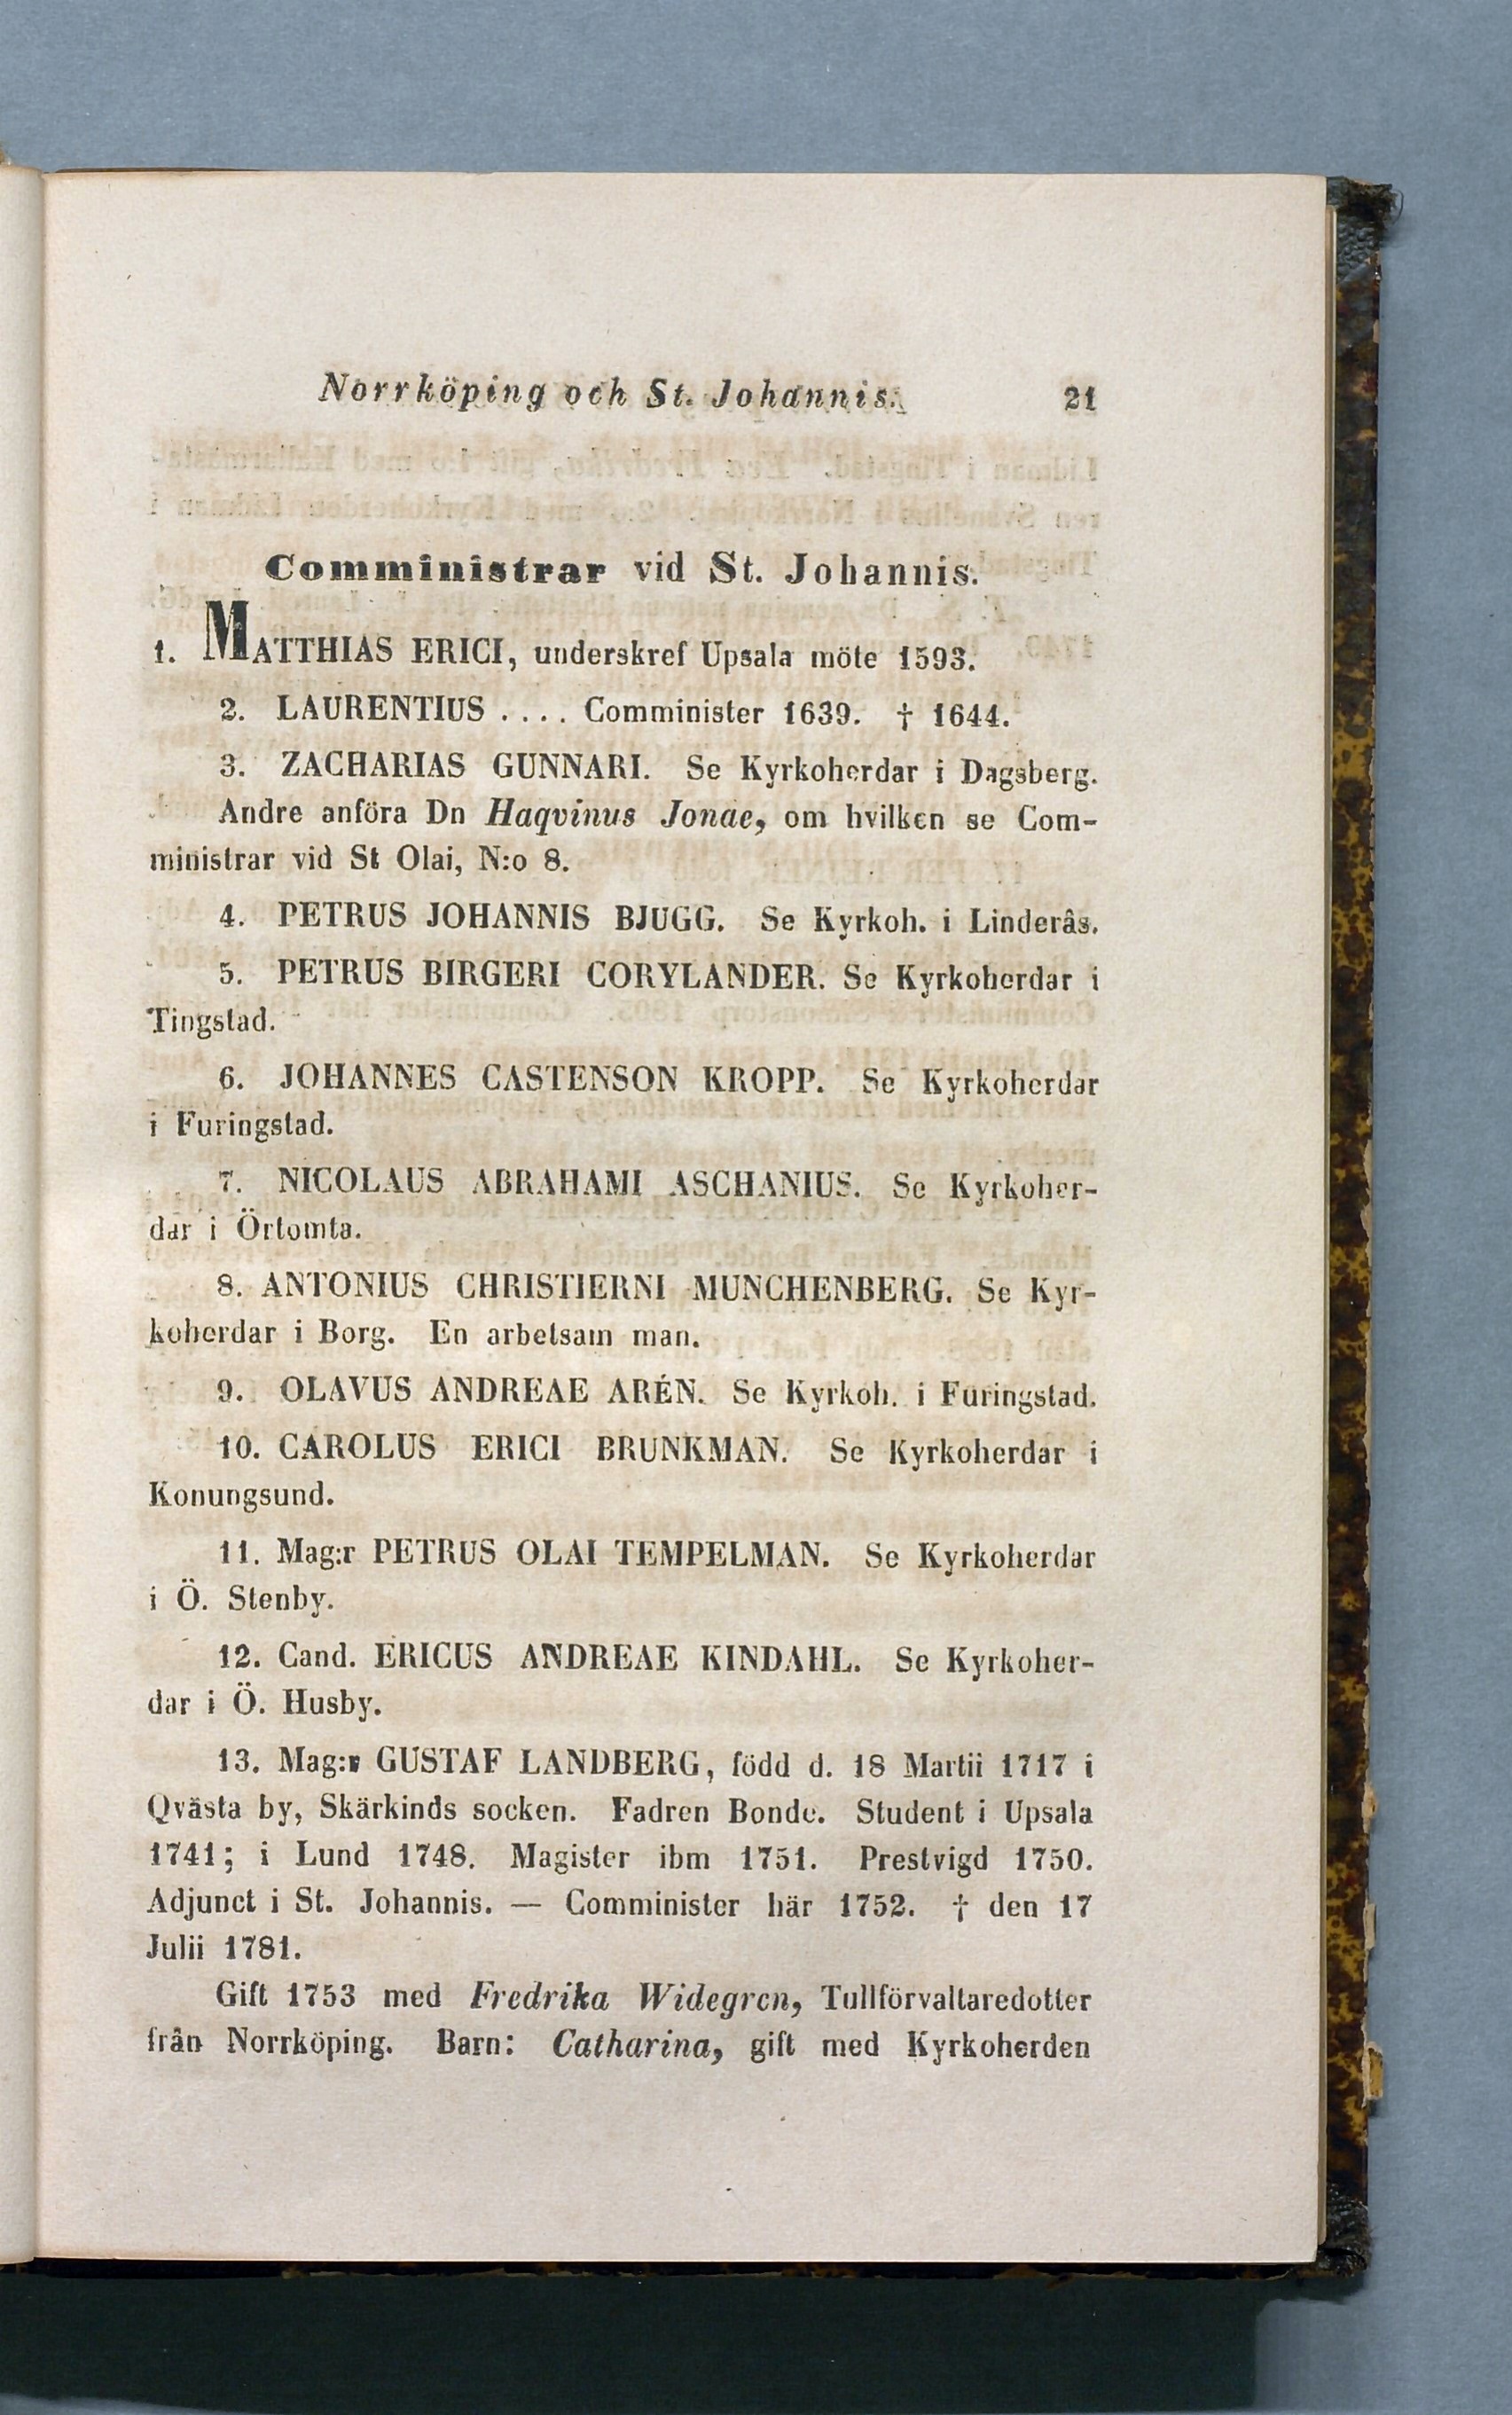 Norrköping och St. Johannis. 21
Comministrar vid St. Johannis.
1. MATTHIAS ERICI, underskref Upsala möte 1593.
2. LAURENTIUS .... Comminister 1639. † 1644.
3. ZACHARIAS GUNNARI. Se Kyrkoherdar i Dagsberg.
Andre anföra Dn Haqvinus Jonae, om hvilken se Com-
ministrar vid St Olai, N:o 8.
4. PETRUS JOHANNIS BJUGG. Se Kyrkoh. i Linderås.
5. PETRUS BIRGERI CORYLANDER. Se Kyrkoherdar i
Tingstad.
6. JOHANNES CASTENSON KROPP. Se Kyrkoherdar
i Furingstad.
7. NICOLAUS ABRAHAMI ASCHANIUS. Se Kyrkoher-
dar i Örtomta.
8. ANTONIUS CHRISTIERNI MUNCHENBERG. Se Kyr-
koherdar i Borg. En arbetsam man.
9. OLAVUS ANDREAE ARÉN. Se Kyrkoh. i Furingstad.
10. CAROLUS ERICI BRUNKMAN. Se Kyrkoherdar i
Konungsund.
11. Mag:r PETRUS OLAI TEMPELMAN. Se Kyrkoherdar
i Ö. Stenby.
12. Cand. ERICUS ANDREAE KINDAHL. Se Kyrkoher-
dar i Ö. Husby.
13. Mag:r GUSTAF LANDBERG, född d. 18 Martii 1717 i
Qvästa by, Skärkinds socken. Fadren Bonde. Student i Upsala
1741; i Lund 1748. Magister ibm 1751. Prestvigd 1750.
Adjunct i St. Johannis. — Comminister här 1752. † den 17
Julii 1781.
Gift 1753 med Fredrika Widegren, Tullförvaltaredotter
från Norrköping. Barn: Catharina, gift med Kyrkoherden